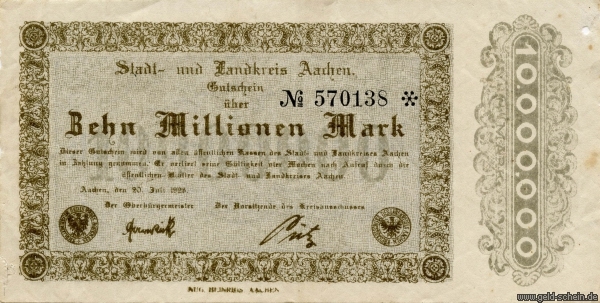 Stadt- und Landkreis Aachen.
Gutschein
über
№ 570138 *
Zehn Millionen Mark
Dieser Gutschein wird von allen öffentlichen Kassen des Stadt- und Landkreises Aachen
in Zahlung genommen. Er verliert seine Gültigkeit vier Wochen nach Aufruf durch die
öffentlichen Blätter des Stadt- und Landkreises Aachen.
Aachen, den 20. Juli 1923.
Der Oberbürgermeister Der Vorsitzende des Kreisausschusses
10.000.000
AUG. HEINRIGS AACHEN
www.geld-schein.de